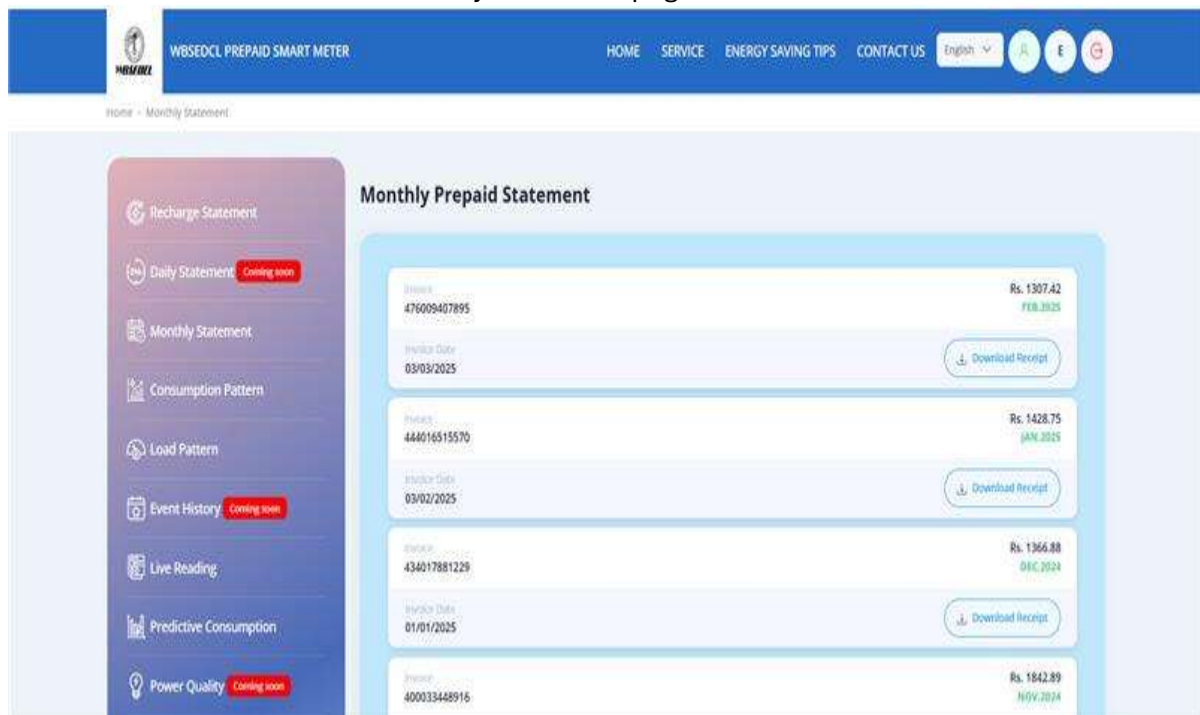 WBSEDCL
WBSEDCL PREPAID SMART METER
HOME SERVICE ENERGY SAVING TIPS CONTACT US English A E
Home - Monthly Statement
Monthly Prepaid Statement
Recharge Statement
Daily Statement Coming soon
Monthly Statement
Consumption Pattern
Load Pattern
Event History Coming soon
Live Reading
Predictive Consumption
Power Quality Coming soon
Invoice
Rs. 1307.42
476009407895
FEB.2025
Invoice Date
03/03/2025
Download Receipt
Invoice
Rs. 1428.75
444016515570
JAN.2025
Invoice Date
03/02/2025
Download Receipt
Invoice
Rs. 1366.88
434017881229
DEC.2024
Invoice Date
01/01/2025
Download Receipt
Invoice
Rs. 1842.89
400033448916
NOV.2024